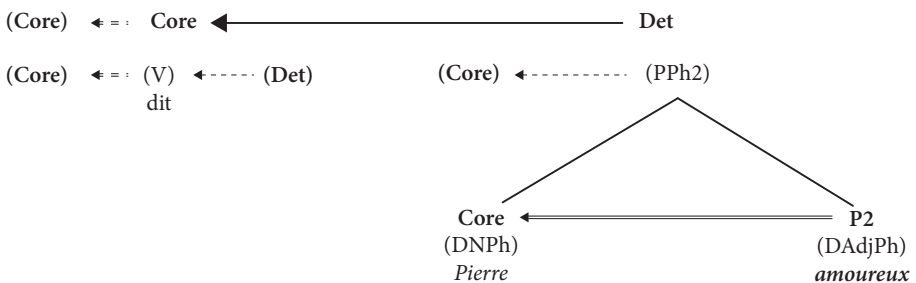 (Core) Core Det
(Core) (V) (Det) (Core) (PPh2)
dit
Core P2
(DNPh) (DAdjPh)
Pierre amoureux